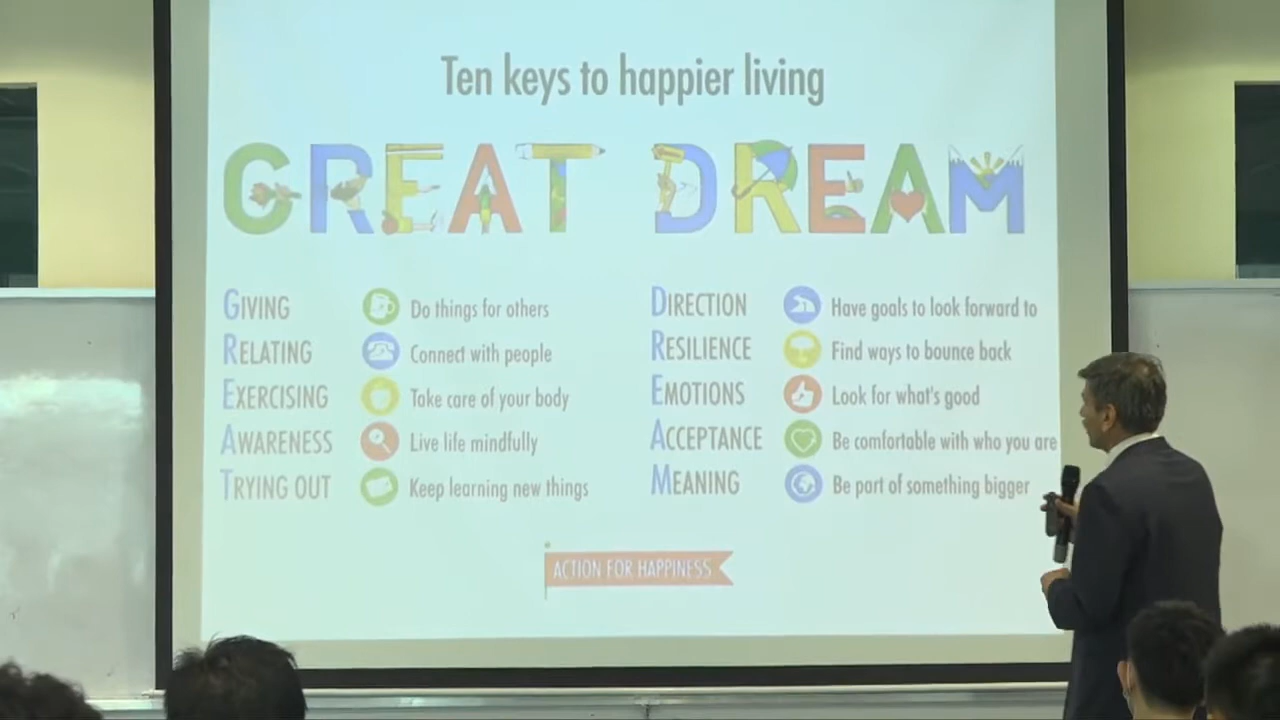 Ten keys to happier living
GREAT DREAM
GIVING Do things for others
RELATING Connect with people
EXERCISING Take care of your body
AWARENESS Live life mindfully
TRYING OUT Keep learning new things
DIRECTION Have goals to look forward to
RESILIENCE Find ways to bounce back
EMOTIONS Look for what's good
ACCEPTANCE Be comfortable with who you are
MEANING Be part of something bigger
ACTION FOR HAPPINESS